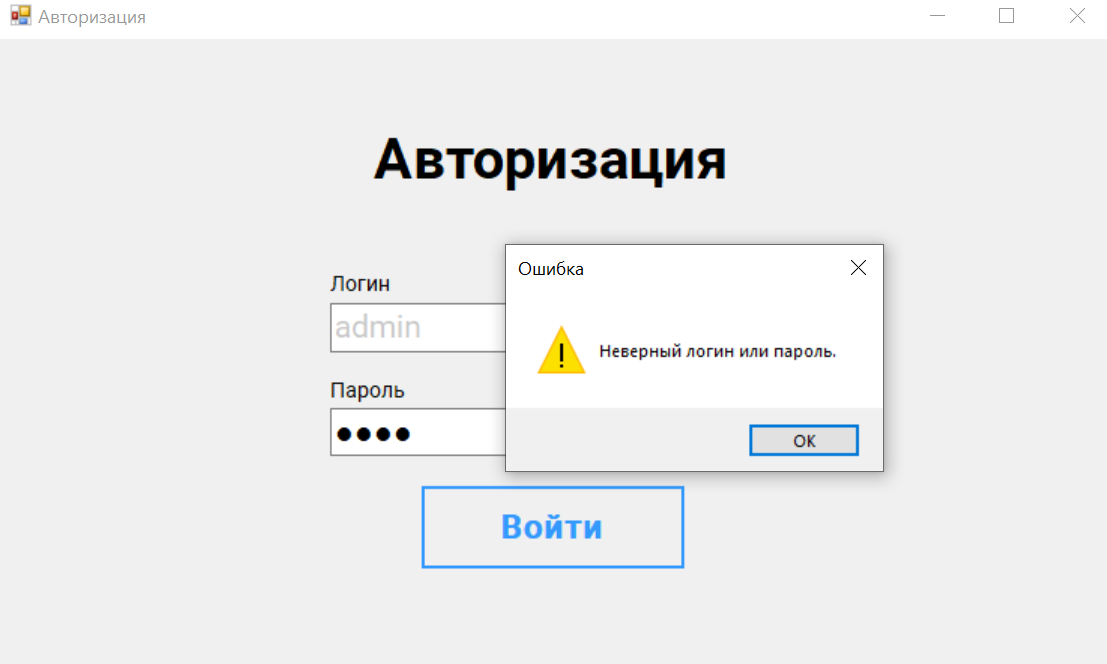 Авторизация
Авторизация
Логин
admin
Пароль
●●●●
Ошибка
Неверный логин или пароль.
OK
Войти